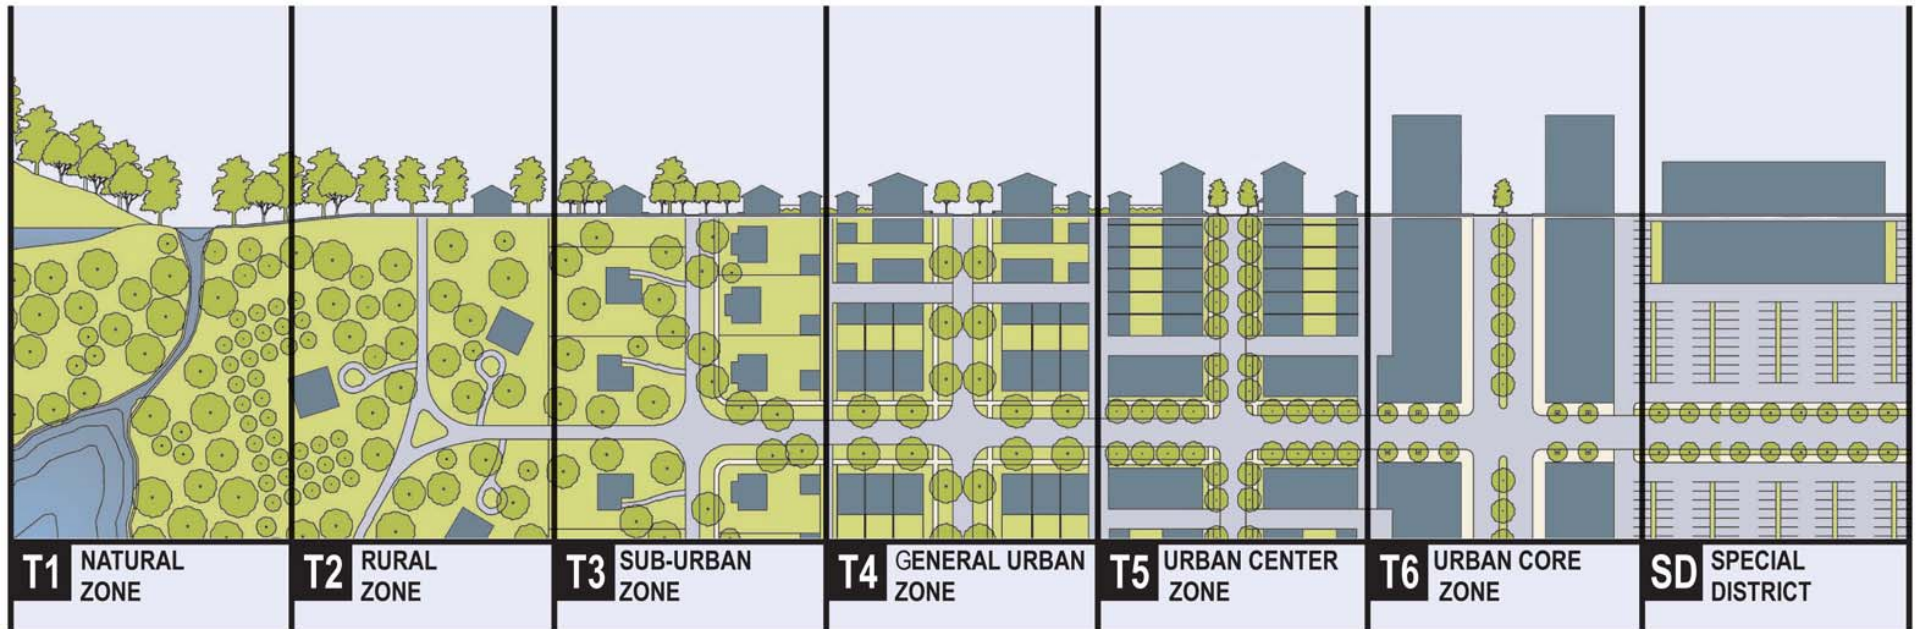 T1 NATURAL
ZONE
T2 RURAL
ZONE
T3 SUB-URBAN
ZONE
T4 GENERAL URBAN
ZONE
T5 URBAN CENTER
ZONE
T6 URBAN CORE
ZONE
SD SPECIAL
DISTRICT